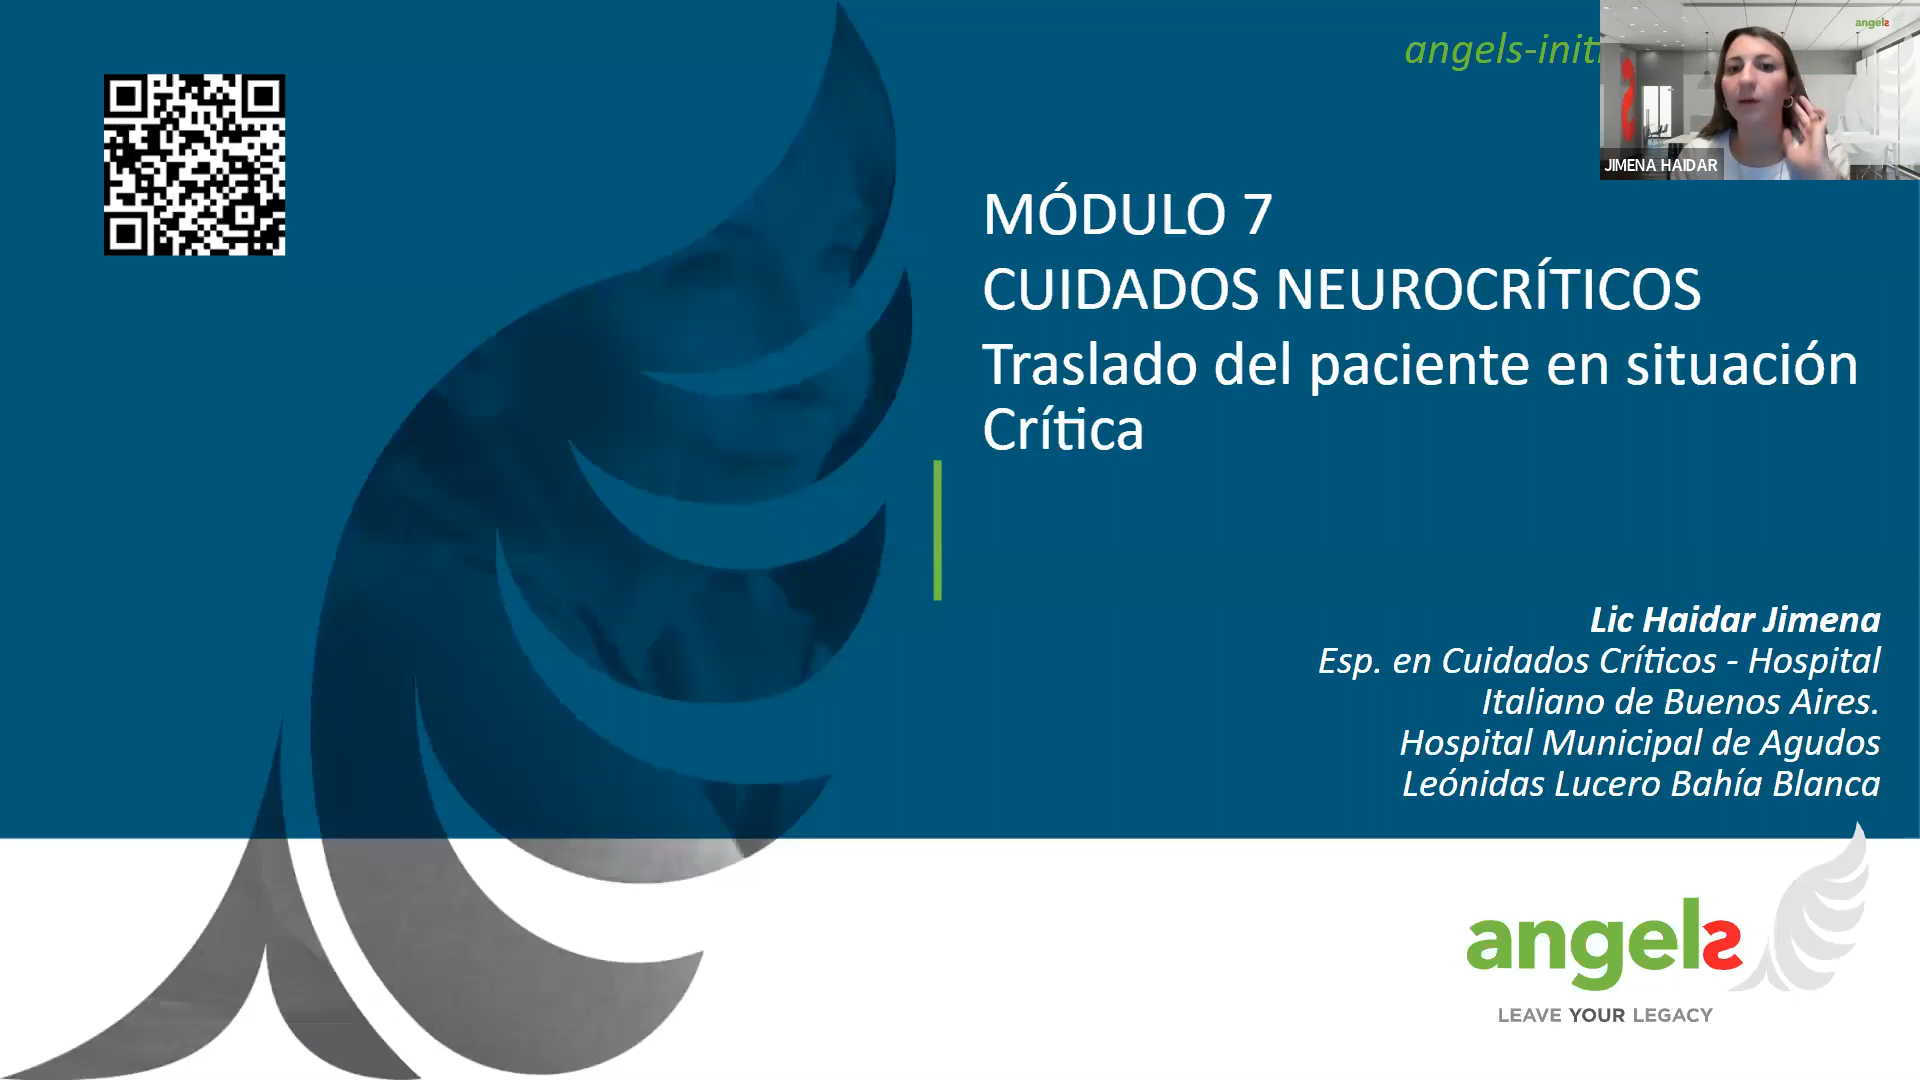 angels-initi
angels
JIMENA HAIDAR
MÓDULO 7
CUIDADOS NEUROCRÍTICOS
Traslado del paciente en situación
Crítica
Lic Haidar Jimena
Esp. en Cuidados Críticos - Hospital
Italiano de Buenos Aires.
Hospital Municipal de Agudos
Leónidas Lucero Bahía Blanca
angels
LEAVE YOUR LEGACY